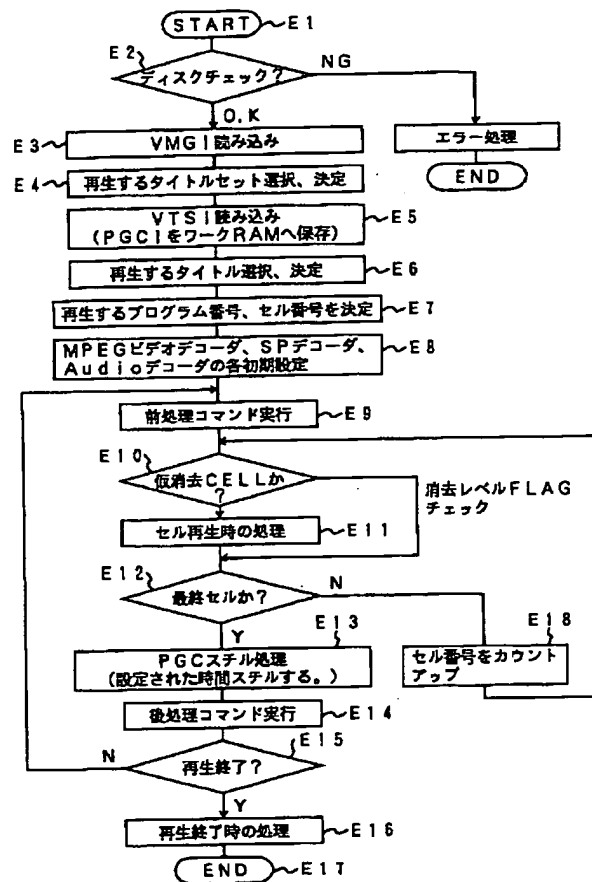 START E1
E2
ディスクチェック?
NG
O.K
エラー処理
END
E3 VMGI読み込み
E4 再生するタイトルセット選択、決定
VTSI読み込み
(PGCIをワークRAMへ保存)
E5
再生するタイトル選択、決定
E6
再生するプログラム番号、セル番号を決定 E7
MPEGビデオデコーダ、SPデコーダ、
Audioデコーダの各初期設定
E8
前処理コマンド実行 E9
E10
仮消去CELLか
?
消去レベルFLAG
チェック
セル再生時の処理 E11
E12
最終セルか?
N
Y
E13
PGCスチル処理
(設定された時間スチルする。)
E18
セル番号をカウント
アップ
後処理コマンド実行 E14
E15
再生終了?
N
Y
再生終了時の処理 E16
END E17